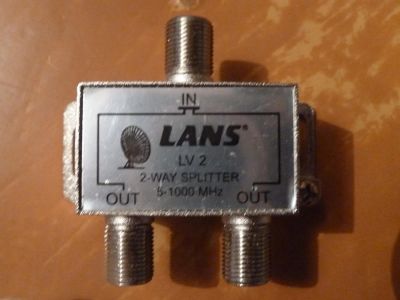 IN
LANS®
LV 2
2-WAY SPLITTER
5-1000 MHz
OUT
OUT